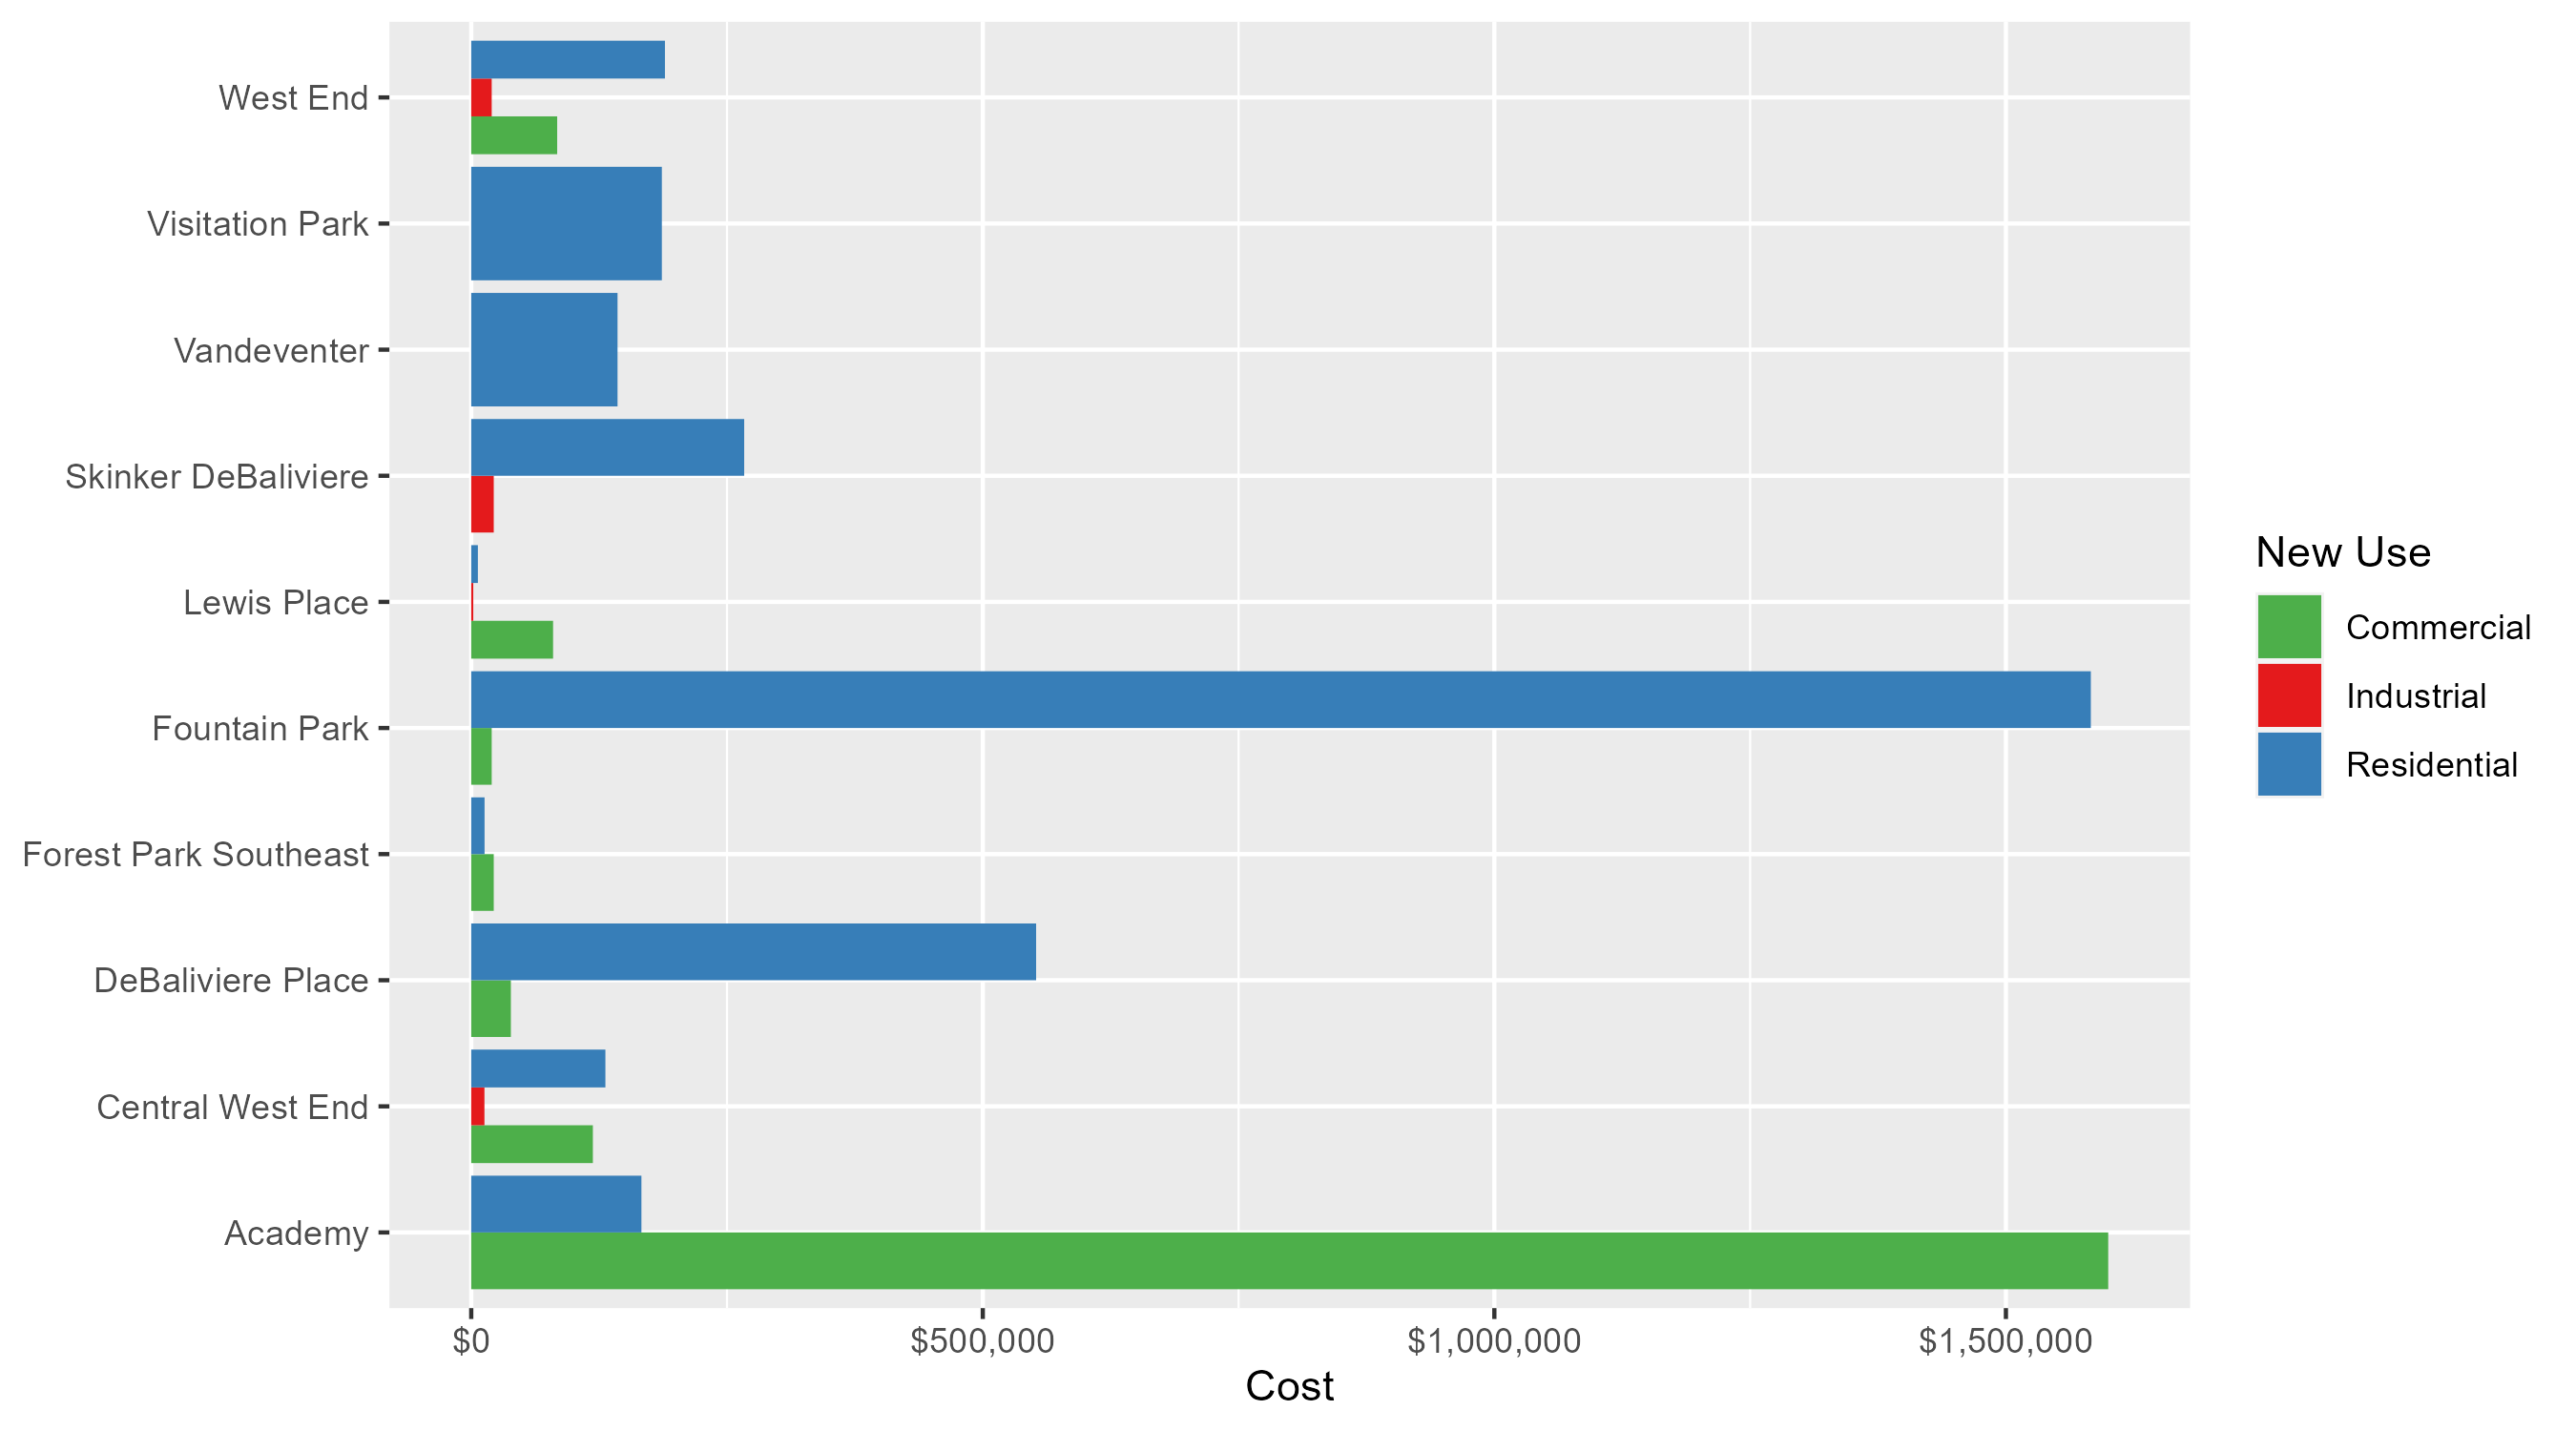 West End
Visitation Park
Vandeventer
Skinker DeBaliviere
Lewis Place
Fountain Park
Forest Park Southeast
DeBaliviere Place
Central West End
Academy
$0
$500,000
$1,000,000
$1,500,000
Cost
New Use
Commercial
Industrial
Residential